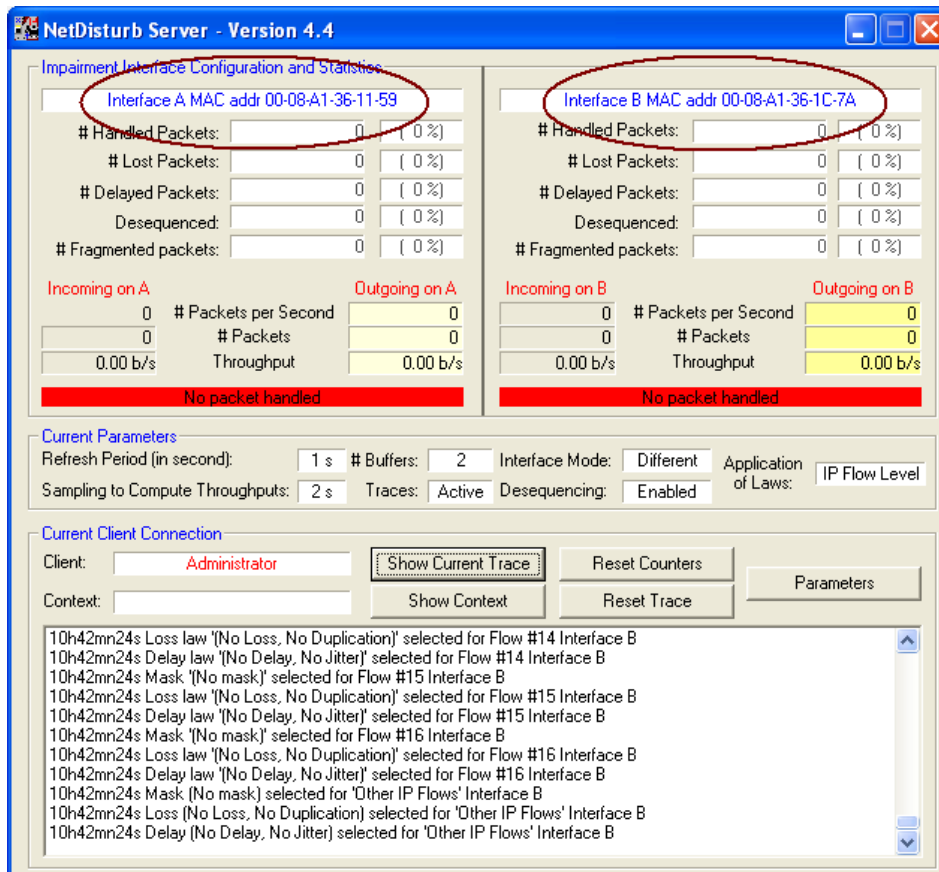 NetDisturb Server - Version 4.4
Impairment Interface Configuration and Statistics
Interface A MAC addr 00-08-A1-36-11-59
# Handled Packets: 0 ( 0 %)
# Lost Packets: 0 ( 0 %)
# Delayed Packets: 0 ( 0 %)
Desequenced: 0 ( 0 %)
# Fragmented packets: 0 ( 0 %)
Incoming on A Outgoing on A
0 # Packets per Second 0
0 # Packets 0
0.00 b/s Throughput 0.00 b/s
No packet handled
Interface B MAC addr 00-08-A1-36-1C-7A
# Handled Packets: 0 ( 0 %)
# Lost Packets: 0 ( 0 %)
# Delayed Packets: 0 ( 0 %)
Desequenced: 0 ( 0 %)
# Fragmented packets: 0 ( 0 %)
Incoming on B Outgoing on B
0 # Packets per Second 0
0 # Packets 0
0.00 b/s Throughput 0.00 b/s
No packet handled
Current Parameters
Refresh Period (in second): 1 s # Buffers: 2 Interface Mode: Different Application of Laws: IP Flow Level
Sampling to Compute Throughputs: 2 s Traces: Active Desequencing: Enabled
Current Client Connection
Client: Administrator Show Current Trace Reset Counters Parameters
Context: Show Context Reset Trace
10h42mn24s Loss law '(No Loss, No Duplication)' selected for Flow #14 Interface B
10h42mn24s Delay law '(No Delay, No Jitter)' selected for Flow #14 Interface B
10h42mn24s Mask '(No mask)' selected for Flow #15 Interface B
10h42mn24s Loss law '(No Loss, No Duplication)' selected for Flow #15 Interface B
10h42mn24s Delay law '(No Delay, No Jitter)' selected for Flow #15 Interface B
10h42mn24s Mask '(No mask)' selected for Flow #16 Interface B
10h42mn24s Loss law '(No Loss, No Duplication)' selected for Flow #16 Interface B
10h42mn24s Delay law '(No Delay, No Jitter)' selected for Flow #16 Interface B
10h42mn24s Mask (No mask) selected for 'Other IP Flows' Interface B
10h42mn24s Loss (No Loss, No Duplication) selected for 'Other IP Flows' Interface B
10h42mn24s Delay (No Delay, No Jitter) selected for 'Other IP Flows' Interface B